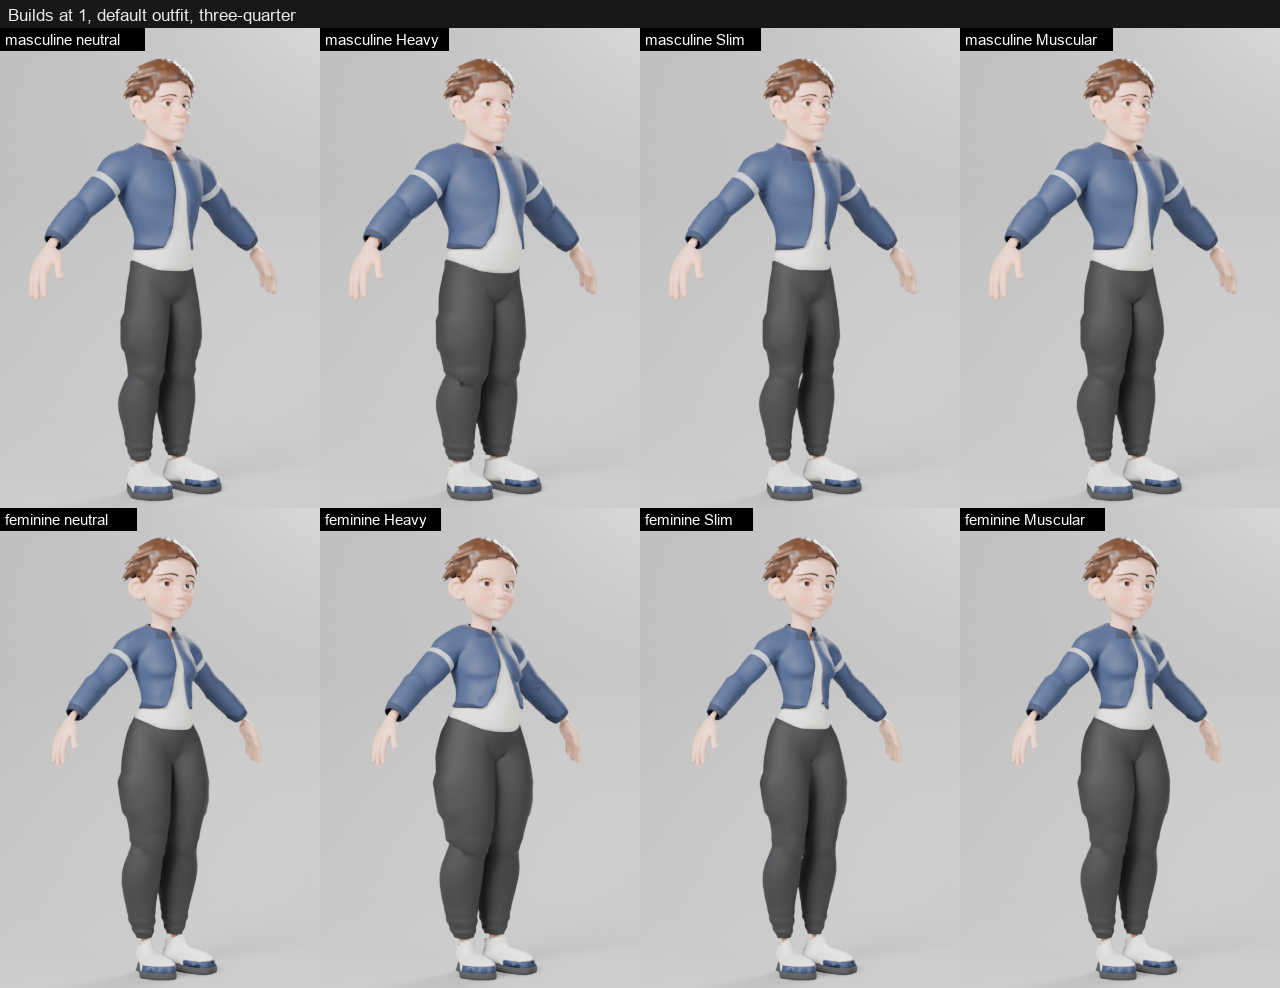 Builds at 1, default outfit, three-quarter
masculine neutral
masculine Heavy
masculine Slim
masculine Muscular
feminine neutral
feminine Heavy
feminine Slim
feminine Muscular